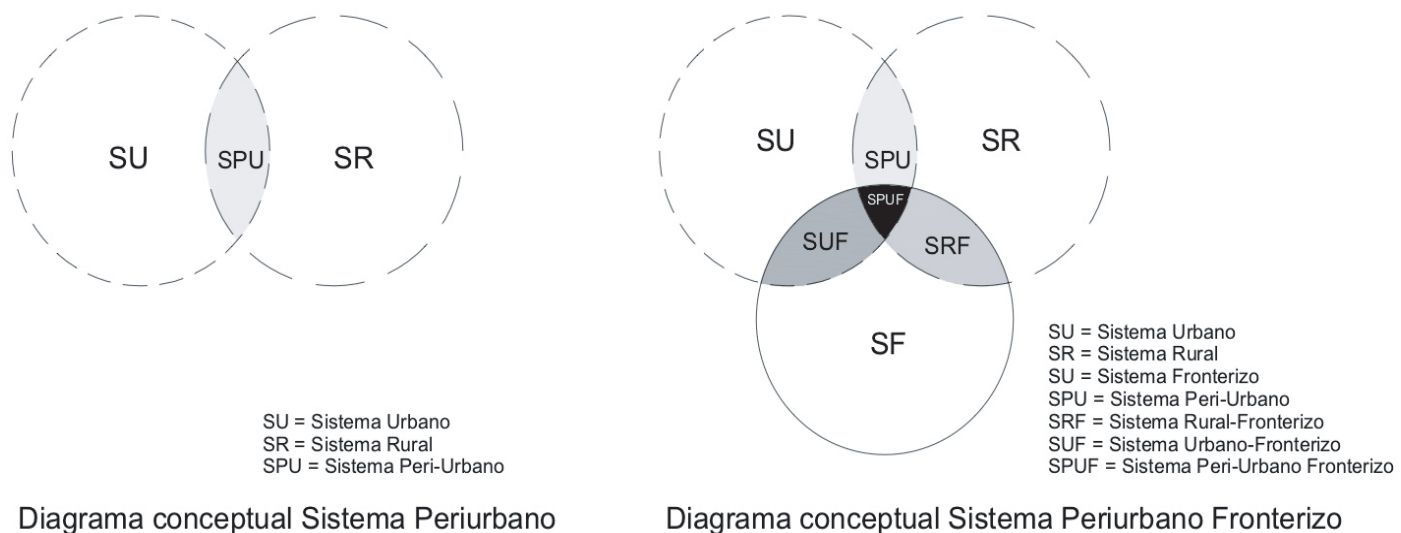 SU
SPU
SR
SU = Sistema Urbano
SR = Sistema Rural
SPU = Sistema Peri-Urbano
Diagrama conceptual Sistema Periurbano
SU
SR
SPU
SPUF
SUF
SRF
SF
SU = Sistema Urbano
SR = Sistema Rural
SU = Sistema Fronterizo
SPU = Sistema Peri-Urbano
SRF = Sistema Rural-Fronterizo
SUF = Sistema Urbano-Fronterizo
SPUF = Sistema Peri-Urbano Fronterizo
Diagrama conceptual Sistema Periurbano Fronterizo